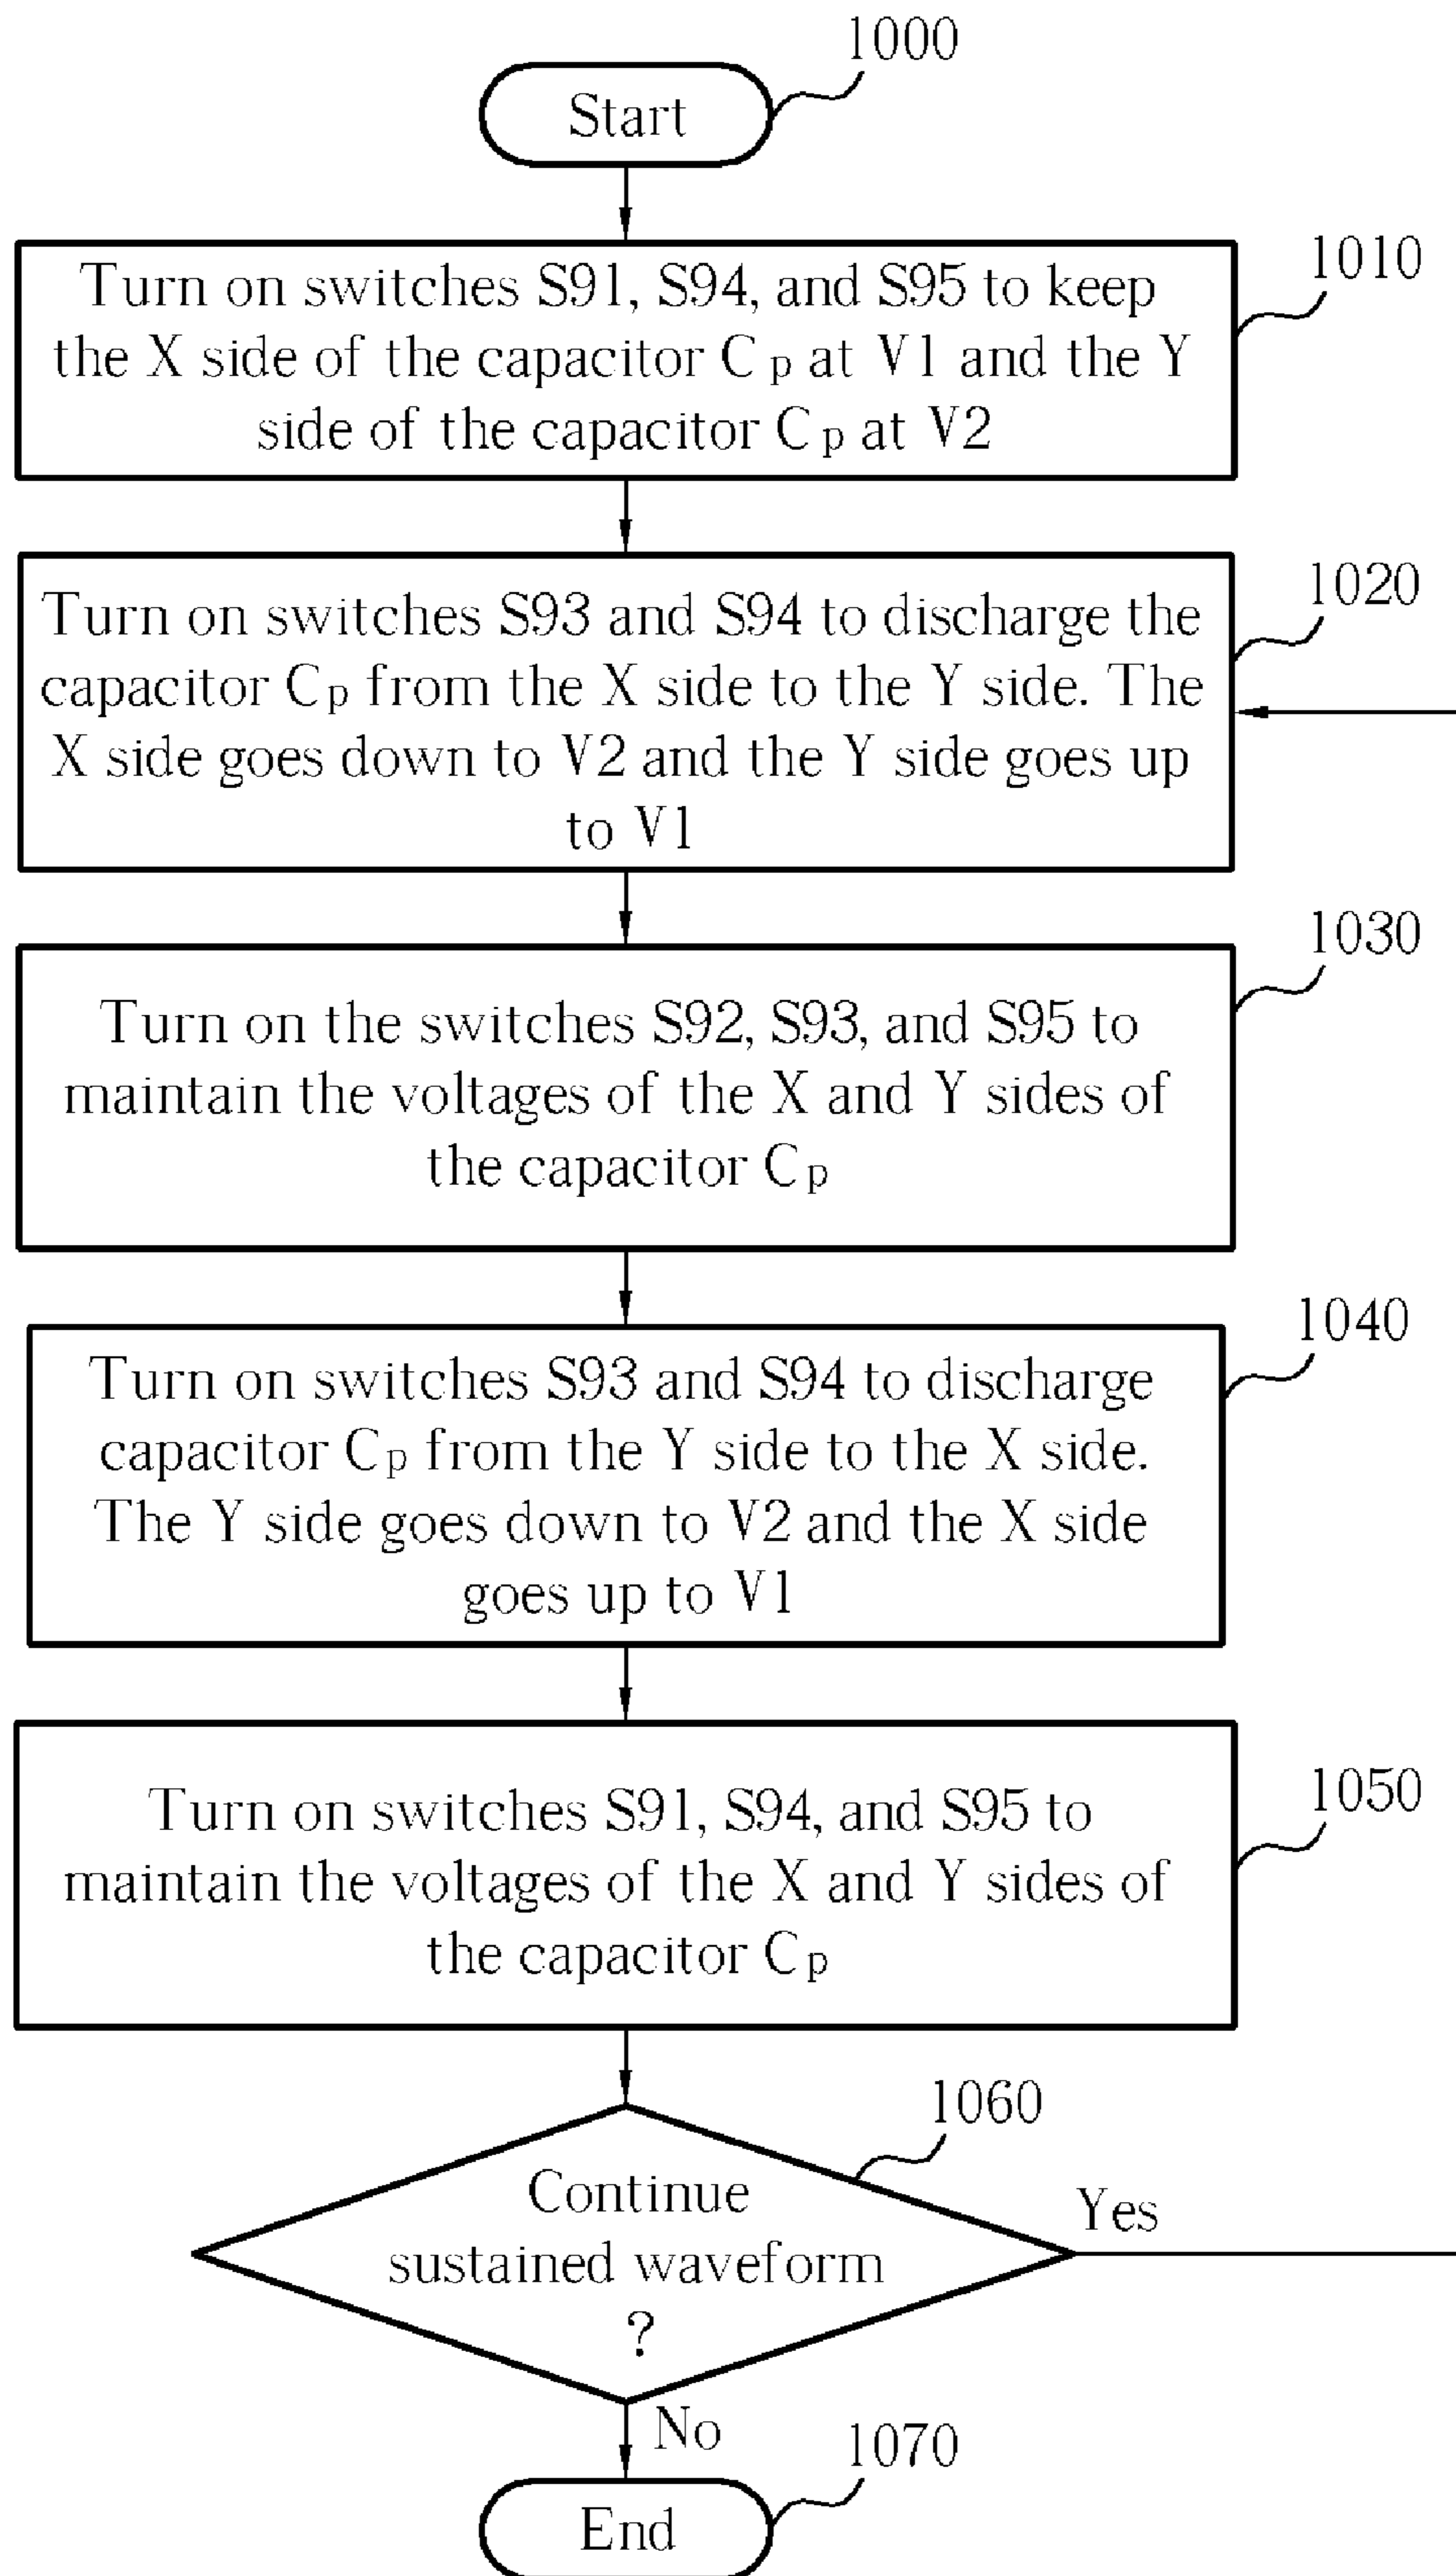 1000
Start
1010
Turn on switches S91, S94, and S95 to keep
the X side of the capacitor Cp at V1 and the Y
side of the capacitor Cp at V2
1020
Turn on switches S93 and S94 to discharge the
capacitor Cp from the X side to the Y side. The
X side goes down to V2 and the Y side goes up
to V1
1030
Turn on the switches S92, S93, and S95 to
maintain the voltages of the X and Y sides of
the capacitor Cp
1040
Turn on switches S93 and S94 to discharge
capacitor Cp from the Y side to the X side.
The Y side goes down to V2 and the X side
goes up to V1
1050
Turn on switches S91, S94, and S95 to
maintain the voltages of the X and Y sides of
the capacitor Cp
1060
Continue
sustained waveform
?
Yes
No
1070
End